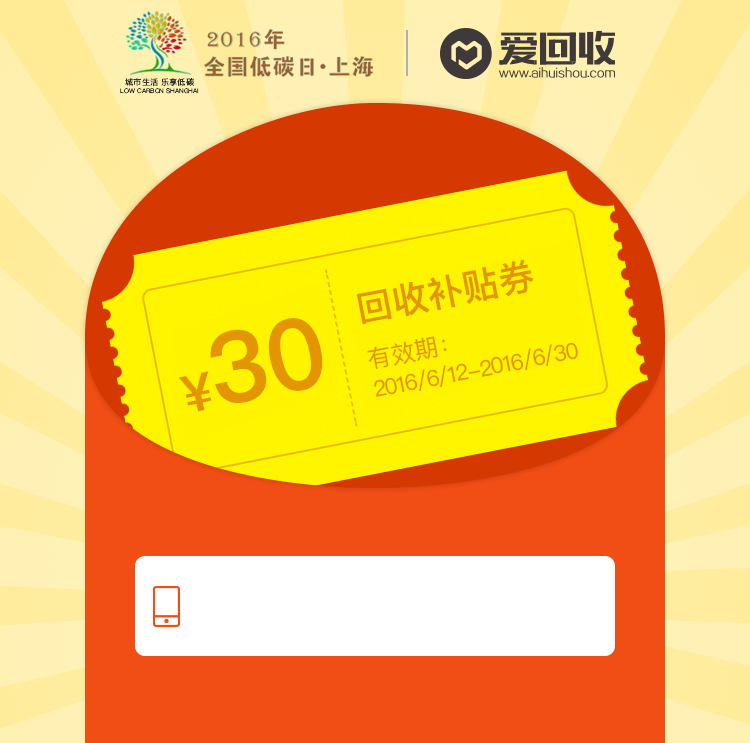 城市生活 乐享低碳
LOW CARBON SHANGHAI
2016年
全国低碳日·上海
爱回收
www.aihuishou.com
¥30
回收补贴券
有效期：
2016/6/12-2016/6/30